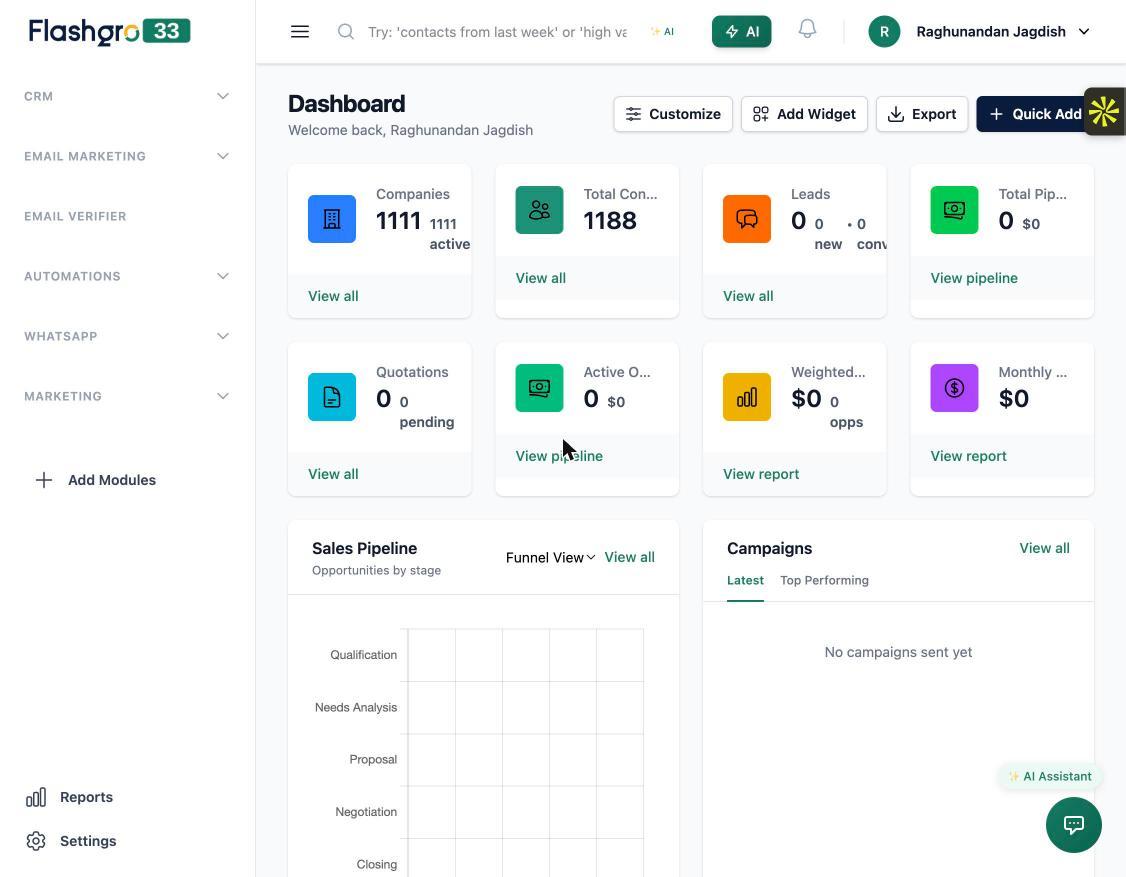 Flashgro 33
Try: 'contacts from last week' or 'high va
✨ AI
AI
R
Raghunandan Jagdish
CRM
EMAIL MARKETING
EMAIL VERIFIER
AUTOMATIONS
WHATSAPP
MARKETING
Add Modules
Reports
Settings
Dashboard
Welcome back, Raghunandan Jagdish
Customize
Add Widget
Export
Quick Add
Companies
1111 1111 active
View all
Total Con...
1188
View all
Leads
0 0 new • 0 conv
View all
Total Pip...
0 $0
View pipeline
Quotations
0 0 pending
View all
Active O...
0 $0
View pipeline
Weighted...
$0 0 opps
View report
Monthly ...
$0
View report
Sales Pipeline
Opportunities by stage
Funnel View
View all
Qualification
Needs Analysis
Proposal
Negotiation
Closing
Campaigns
View all
Latest
Top Performing
No campaigns sent yet
✨ AI Assistant